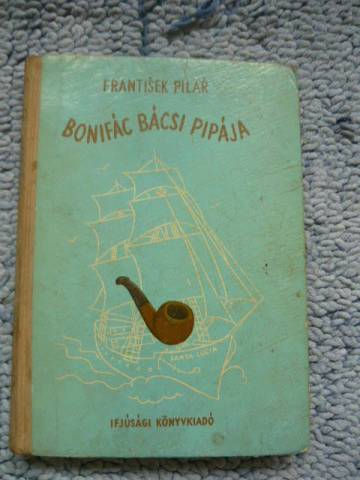 FRANTIŠEK PILAŘ
BONIFÁC BÁCSI PIPÁJA
SANTA LUCIA
IFJÚSÁGI KÖNYVKIADÓ